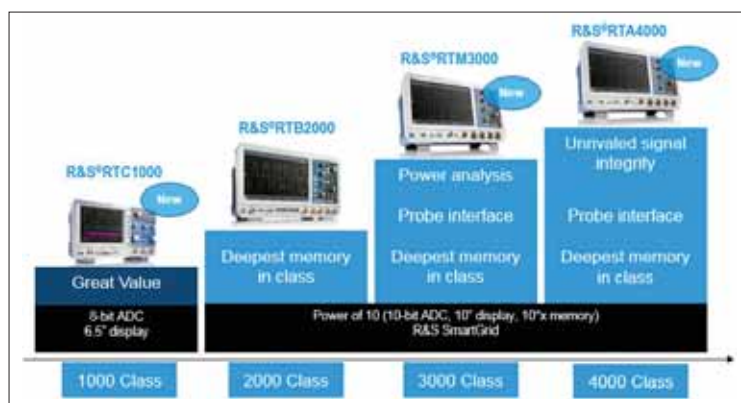 R&S®RTA4000
New
R&S®RTM3000
New
R&S®RTB2000
R&S®RTC1000
New
Unrivaled signal
integrity
Power analysis
Probe interface
Probe interface
Deepest memory
in class
Deepest memory
in class
Deepest memory
in class
Great Value
8-bit ADC
6.5" display
Power of 10 (10-bit ADC, 10" display, 10*x memory)
R&S SmartGrid
1000 Class
2000 Class
3000 Class
4000 Class